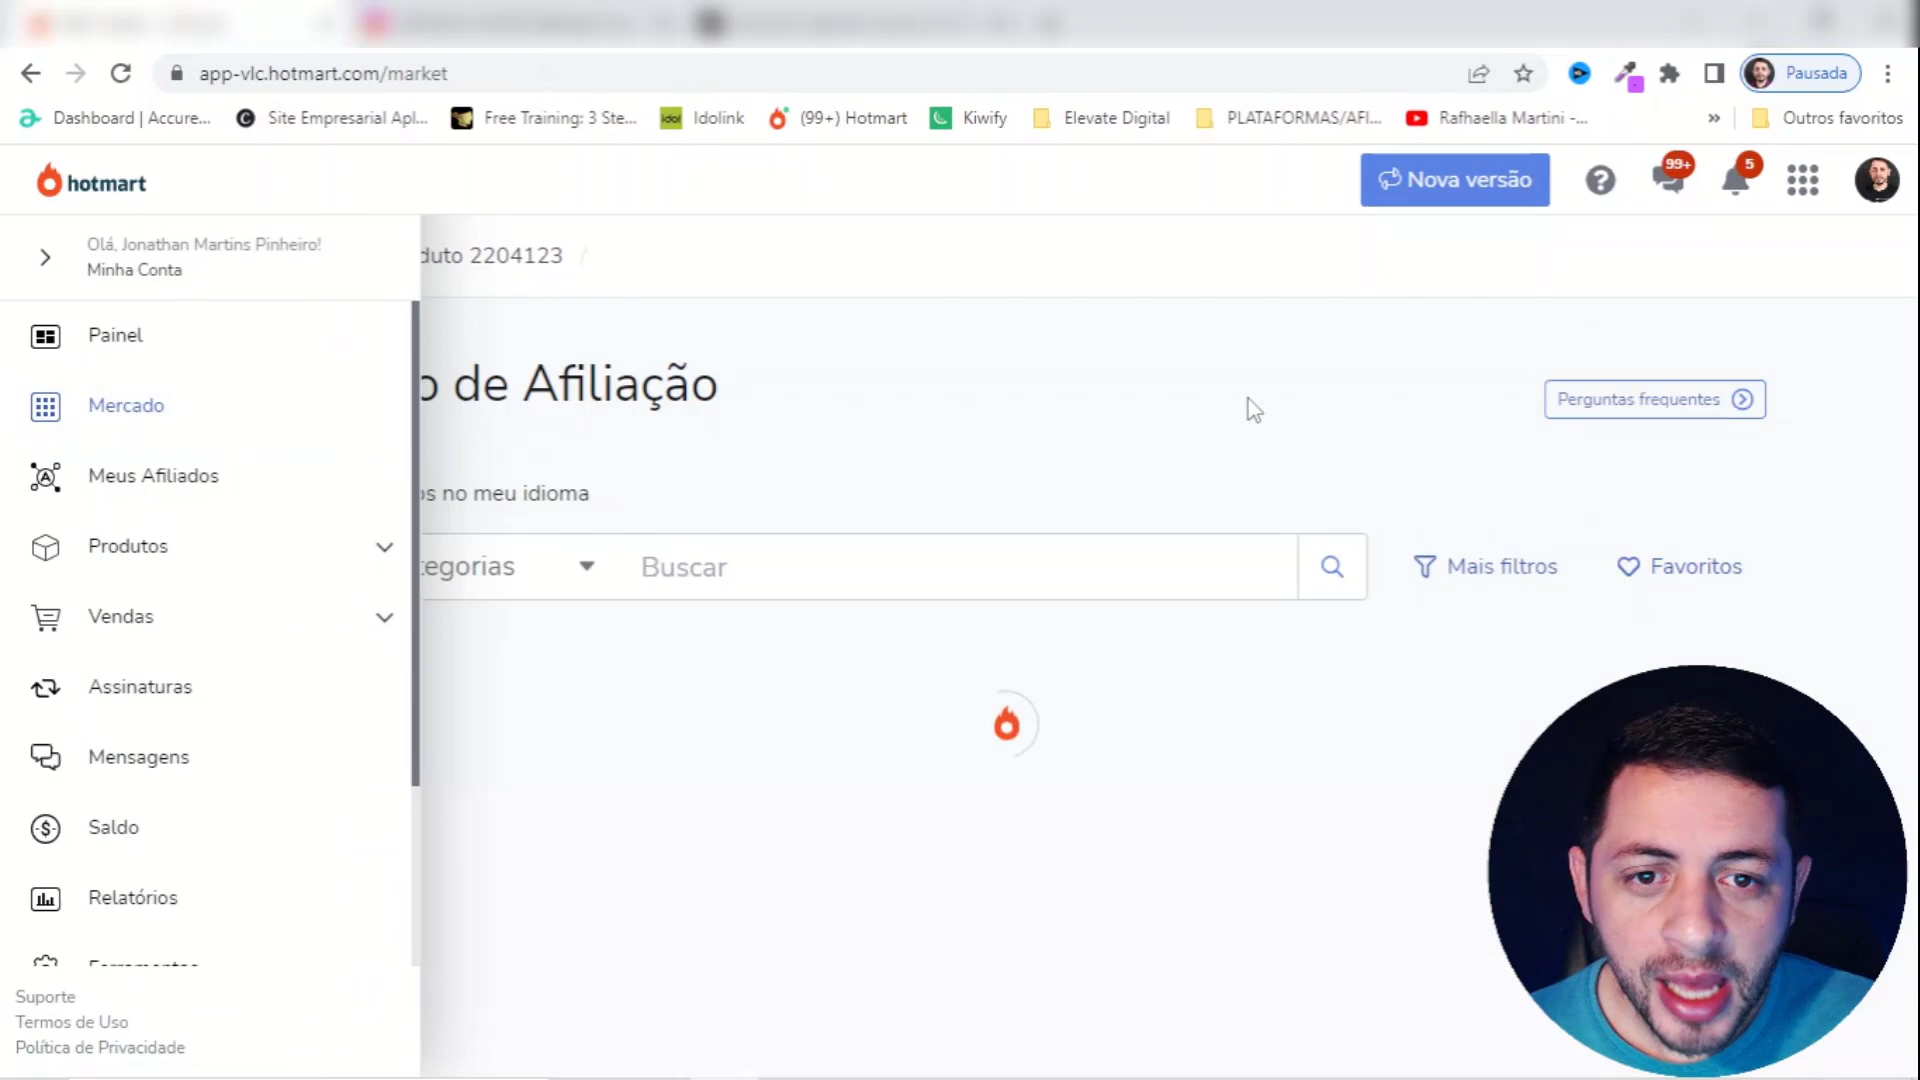 app-vlc.hotmart.com/market
Pausada
Dashboard | Accure...
Site Empresarial Apl...
Free Training: 3 Ste...
idol
Idolink
(99+) Hotmart
Kiwify
Elevate Digital
PLATAFORMAS/AFI...
Rafhaella Martini -...
»
Outros favoritos
hotmart
Nova versão
99+
5
Olá, Jonathan Martins Pinheiro!
Minha Conta
duto 2204123 /
Painel
Mercado
Meus Afiliados
Produtos
Vendas
Assinaturas
Mensagens
Saldo
Relatórios
Suporte
Termos de Uso
Política de Privacidade
o de Afiliação
Perguntas frequentes
os no meu idioma
tegorias
Buscar
Mais filtros
Favoritos